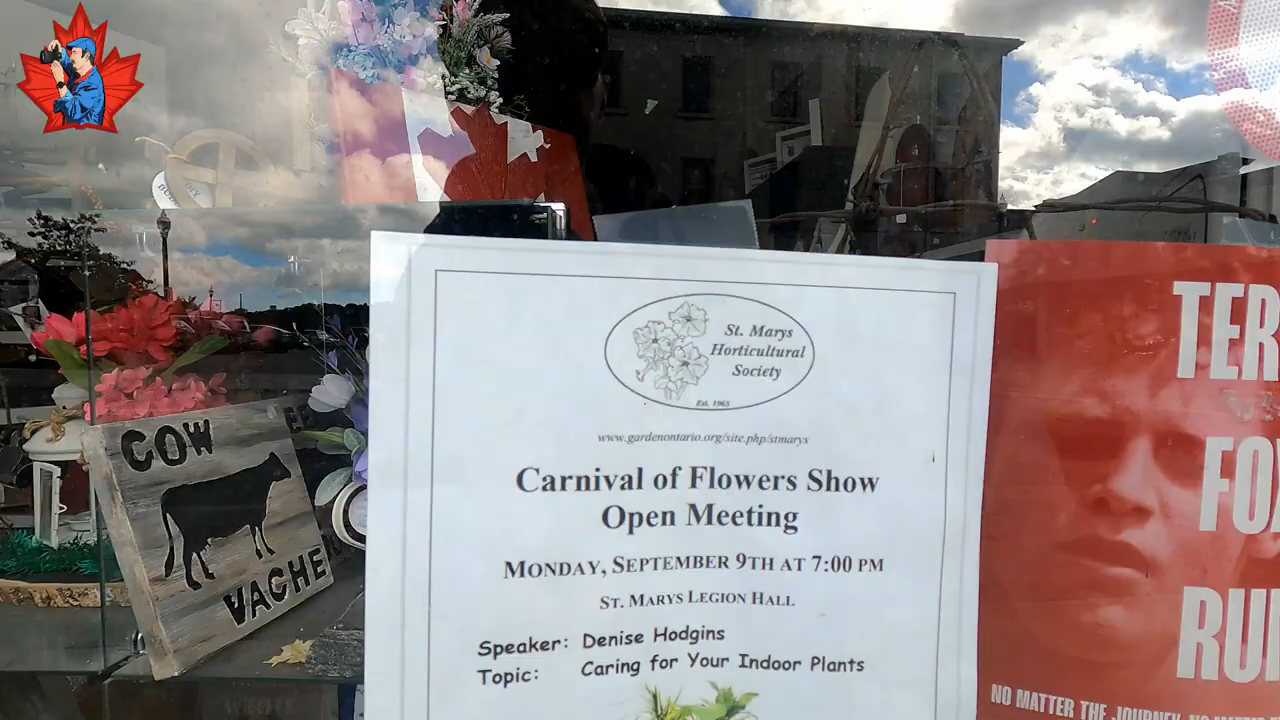 St. Marys
Horticultural
Society
Est. 1963
www.gardenontario.org/site.php/stmarys
Carnival of Flowers Show
Open Meeting
MONDAY, SEPTEMBER 9TH AT 7:00 PM
ST. MARYS LEGION HALL
Speaker: Denise Hodgins
Topic: Caring for Your Indoor Plants
COW
VACHE
TER
FO
RU
NO MATTER THE JOURNEY,